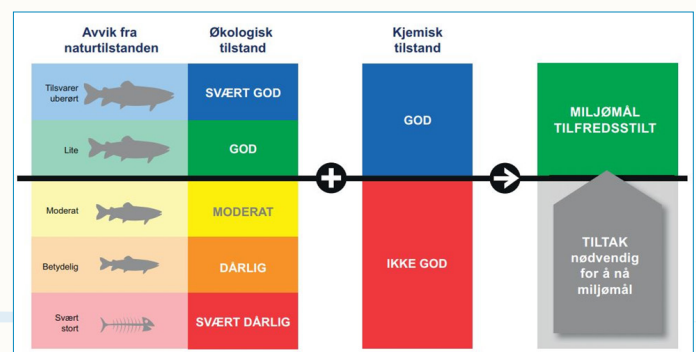 Avvik fra
naturtilstanden
Økologisk
tilstand
Kjemisk
tilstand
Tilsvarer
uberørt
SVÆRT GOD
Lite
GOD
Moderat
MODERAT
Betydelig
DÅRLIG
Svært
stort
SVÆRT DÅRLIG
GOD
IKKE GOD
MILJØMÅL
TILFREDSSTILT
TILTAK
nødvendig
for å nå
miljømål